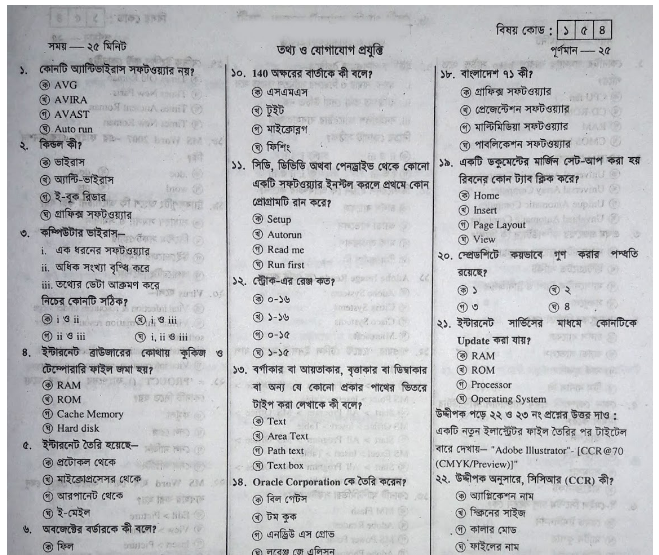 বিষয় কোড : ১ ৫ ৪
সময় — ২৫ মিনিট
তথ্য ও যোগাযোগ প্রযুক্তি
পূর্ণমান — ২৫
১. কোনটি অ্যান্টিভাইরাস সফটওয়্যার নয়?
ক AVG
খ AVIRA
গ AVAST
ঘ Auto run
২. কিন্ডল কী?
ক ভাইরাস
খ অ্যান্টি-ভাইরাস
গ ই-বুক রিডার
ঘ গ্রাফিক্স সফটওয়্যার
৩. কম্পিউটার ভাইরাস—
i. এক ধরনের সফটওয়্যার
ii. অধিক সংখ্যা বৃদ্ধি করে
iii. তথ্যের ডেটা আক্রমণ করে
নিচের কোনটি সঠিক?
ক i ও ii
খ i ও iii
গ ii ও iii
ঘ i, ii ও iii
৪. ইন্টারনেট ব্রাউজারের কোথায় কুকিজ ও
টেম্পোরারি ফাইল জমা হয়?
ক RAM
খ ROM
গ Cache Memory
ঘ Hard disk
৫. ইন্টারনেট তৈরি হয়েছে—
ক প্রটোকল থেকে
খ মাইক্রোপ্রসেসর থেকে
গ আরপানেট থেকে
ঘ ই-মেইল
৬. অবজেক্টের বর্ডারকে কী বলে?
ক ফিল
১০. 140 অক্ষরের বার্তাকে কী বলে?
ক এসএমএস
খ টুইট
গ মাইক্রোব্লগ
ঘ ফিশিং
১১. সিডি, ডিভিডি অথবা পেনড্রাইভ থেকে কোনো
একটি সফটওয়্যার ইনস্টল করলে প্রথমে কোন
প্রোগ্রামটি রান করে?
ক Setup
খ Autorun
গ Read me
ঘ Run first
১২. স্ট্রোক-এর রেঞ্জ কত?
ক ০-১৬
খ ১-১৬
গ ০-১৫
ঘ ১-১৫
১৩. বর্গাকার বা আয়তাকার, বৃত্তাকার বা ডিম্বাকার
বা অন্য যে কোনো প্রকার পাথের ভিতরে
টাইপ করা লেখাকে কী বলে?
ক Text
খ Area Text
গ Path text
ঘ Text box
১৪. Oracle Corporation কে তৈরি করেন?
ক বিল গেটস
খ টিম কুক
গ এনড্রিউ এস গ্রোভ
ঘ লরেন্স জে এলিসন
১৮. বাংলাদেশ ৭১ কী?
ক গ্রাফিক্স সফটওয়্যার
খ প্রেজেন্টেশন সফটওয়্যার
গ মাল্টিমিডিয়া সফটওয়্যার
ঘ পাবলিকেশন সফটওয়্যার
১৯. একটি ডকুমেন্টের মার্জিন সেট-আপ করা হয়
রিবনের কোন ট্যাব ক্লিক করে?
ক Home
খ Insert
গ Page Layout
ঘ View
২০. স্প্রেডশিটে কয়ভাবে গুণ করার পদ্ধতি
রয়েছে?
ক ১
খ ২
গ ৩
ঘ 8
২১. ইন্টারনেট সার্ভিসের মাধ্যমে কোনটিকে
Update করা যায়?
ক RAM
খ ROM
গ Processor
ঘ Operating System
উদ্দীপক পড়ে ২২ ও ২৩ নং প্রশ্নের উত্তর দাও :
একটি নতুন ইলাস্ট্রেটর ফাইল তৈরির পর টাইটেল
বারে দেখায়— "Adobe Illustrator"- [CCR@70
(CMYK/Preview)]"
২২. উদ্দীপক অনুসারে, সিসিআর (CCR) কী?
ক অ্যাপ্লিকেশন নাম
খ স্ক্রিনের সাইজ
গ কালার মোড
ঘ ফাইলের নাম